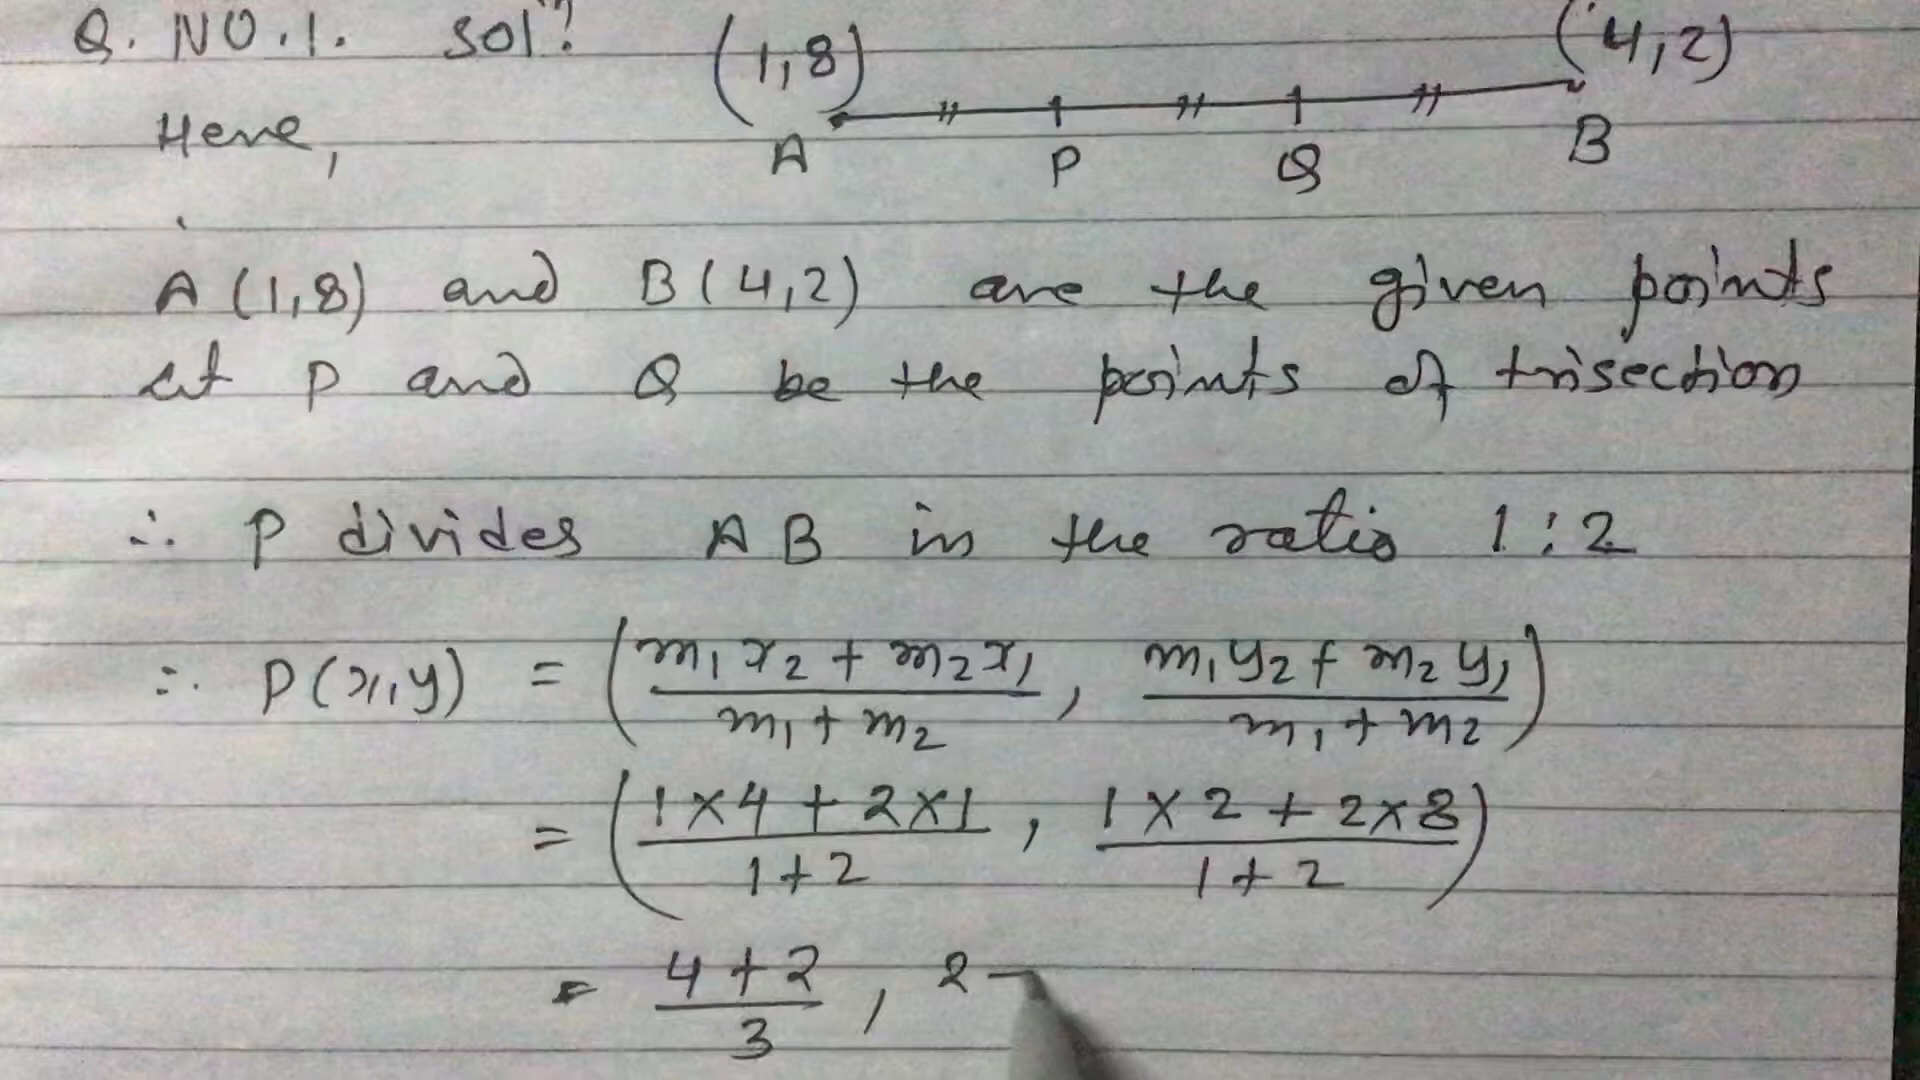 Q. NO.1. sol?
(1,8) (4,2)
Here,
A P Q B
A (1,8) and B(4,2) are the given points
let P and Q be the points of trisection
∴ P divides AB in the ratio 1:2
∴ P(x,y) = ( m1x2 + m2x1 / m1 + m2 , m1y2 + m2y1 / m1 + m2 )
= ( 1×4 + 2×1 / 1+2 , 1×2 + 2×8 / 1+2 )
= 4+2 / 3 , 2